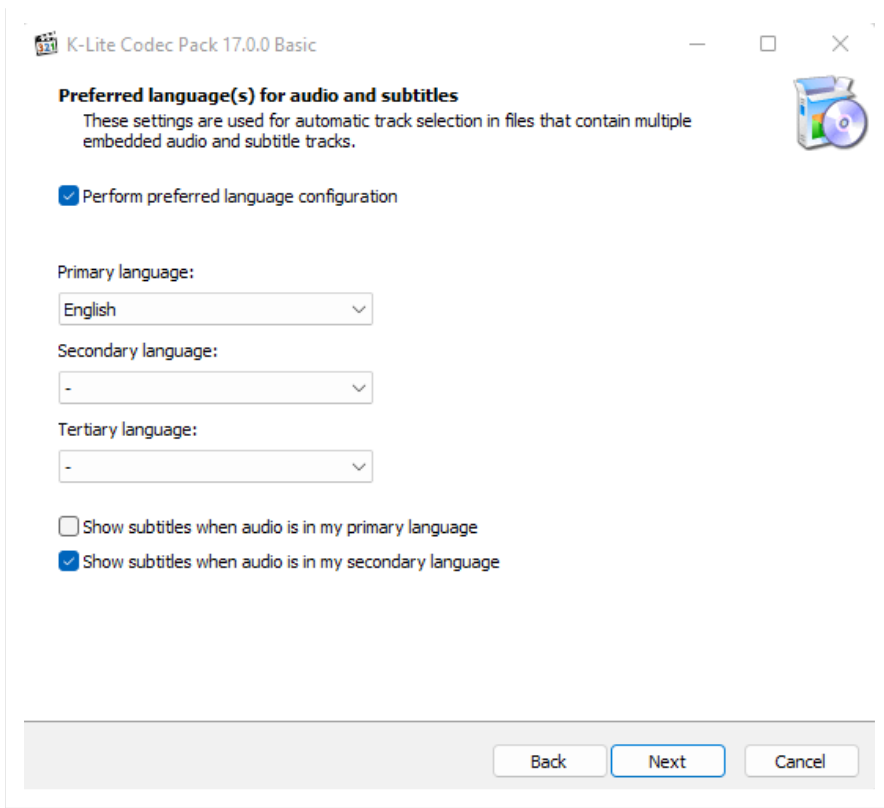 K-Lite Codec Pack 17.0.0 Basic
Preferred language(s) for audio and subtitles
These settings are used for automatic track selection in files that contain multiple
embedded audio and subtitle tracks.
Perform preferred language configuration
Primary language:
English
Secondary language:
-
Tertiary language:
-
Show subtitles when audio is in my primary language
Show subtitles when audio is in my secondary language
Back Next Cancel